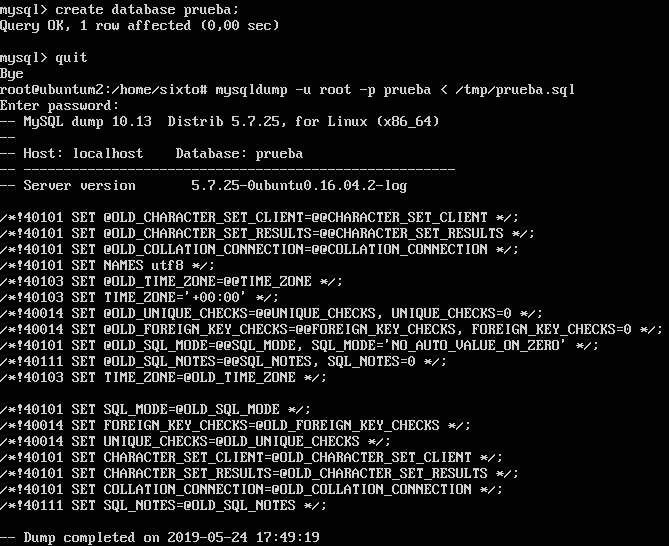 mysql> create database prueba;
Query OK, 1 row affected (0,00 sec)
mysql> quit
Bye
root@ubuntum2:/home/sixto# mysqldump -u root -p prueba < /tmp/prueba.sql
Enter password:
-- MySQL dump 10.13  Distrib 5.7.25, for Linux (x86_64)
--
-- Host: localhost    Database: prueba
-- ------------------------------------------------------
-- Server version       5.7.25-0ubuntu0.16.04.2-log
/*!40101 SET @OLD_CHARACTER_SET_CLIENT=@@CHARACTER_SET_CLIENT */;
/*!40101 SET @OLD_CHARACTER_SET_RESULTS=@@CHARACTER_SET_RESULTS */;
/*!40101 SET @OLD_COLLATION_CONNECTION=@@COLLATION_CONNECTION */;
/*!40101 SET NAMES utf8 */;
/*!40103 SET @OLD_TIME_ZONE=@@TIME_ZONE */;
/*!40103 SET TIME_ZONE='+00:00' */;
/*!40014 SET @OLD_UNIQUE_CHECKS=@@UNIQUE_CHECKS, UNIQUE_CHECKS=0 */;
/*!40014 SET @OLD_FOREIGN_KEY_CHECKS=@@FOREIGN_KEY_CHECKS, FOREIGN_KEY_CHECKS=0 */;
/*!40101 SET @OLD_SQL_MODE=@@SQL_MODE, SQL_MODE='NO_AUTO_VALUE_ON_ZERO' */;
/*!40111 SET @OLD_SQL_NOTES=@@SQL_NOTES, SQL_NOTES=0 */;
/*!40103 SET TIME_ZONE=@OLD_TIME_ZONE */;
/*!40101 SET SQL_MODE=@OLD_SQL_MODE */;
/*!40014 SET FOREIGN_KEY_CHECKS=@OLD_FOREIGN_KEY_CHECKS */;
/*!40014 SET UNIQUE_CHECKS=@OLD_UNIQUE_CHECKS */;
/*!40101 SET CHARACTER_SET_CLIENT=@OLD_CHARACTER_SET_CLIENT */;
/*!40101 SET CHARACTER_SET_RESULTS=@OLD_CHARACTER_SET_RESULTS */;
/*!40101 SET COLLATION_CONNECTION=@OLD_COLLATION_CONNECTION */;
/*!40111 SET SQL_NOTES=@OLD_SQL_NOTES */;
-- Dump completed on 2019-05-24 17:49:19